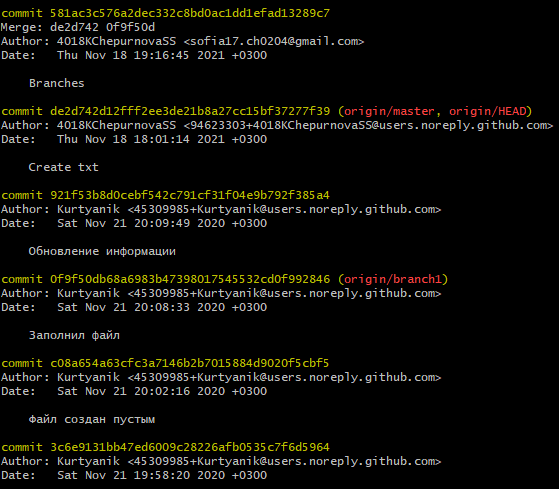 commit 581ac3c576a2dec332c8bd0ac1dd1efad13289c7
Merge: de2d742 0f9f50d
Author: 4018KChepurnovaSS <sofia17.ch0204@gmail.com>
Date:   Thu Nov 18 19:16:45 2021 +0300
Branches
commit de2d742d12fff2ee3de21b8a27cc15bf37277f39 (origin/master, origin/HEAD)
Author: 4018KChepurnovaSS <94623303+4018KChepurnovaSS@users.noreply.github.com>
Date:   Thu Nov 18 18:01:14 2021 +0300
Create txt
commit 921f53b8d0cebf542c791cf31f04e9b792f385a4
Author: Kurtyanik <45309985+Kurtyanik@users.noreply.github.com>
Date:   Sat Nov 21 20:09:49 2020 +0300
Обновление информации
commit 0f9f50db68a6983b47398017545532cd0f992846 (origin/branch1)
Author: Kurtyanik <45309985+Kurtyanik@users.noreply.github.com>
Date:   Sat Nov 21 20:08:33 2020 +0300
Заполнил файл
commit c08a654a63cfc3a7146b2b7015884d9020f5cbf5
Author: Kurtyanik <45309985+Kurtyanik@users.noreply.github.com>
Date:   Sat Nov 21 20:02:16 2020 +0300
Файл создан пустым
commit 3c6e9131bb47ed6009c28226afb0535c7f6d5964
Author: Kurtyanik <45309985+Kurtyanik@users.noreply.github.com>
Date:   Sat Nov 21 19:58:20 2020 +0300